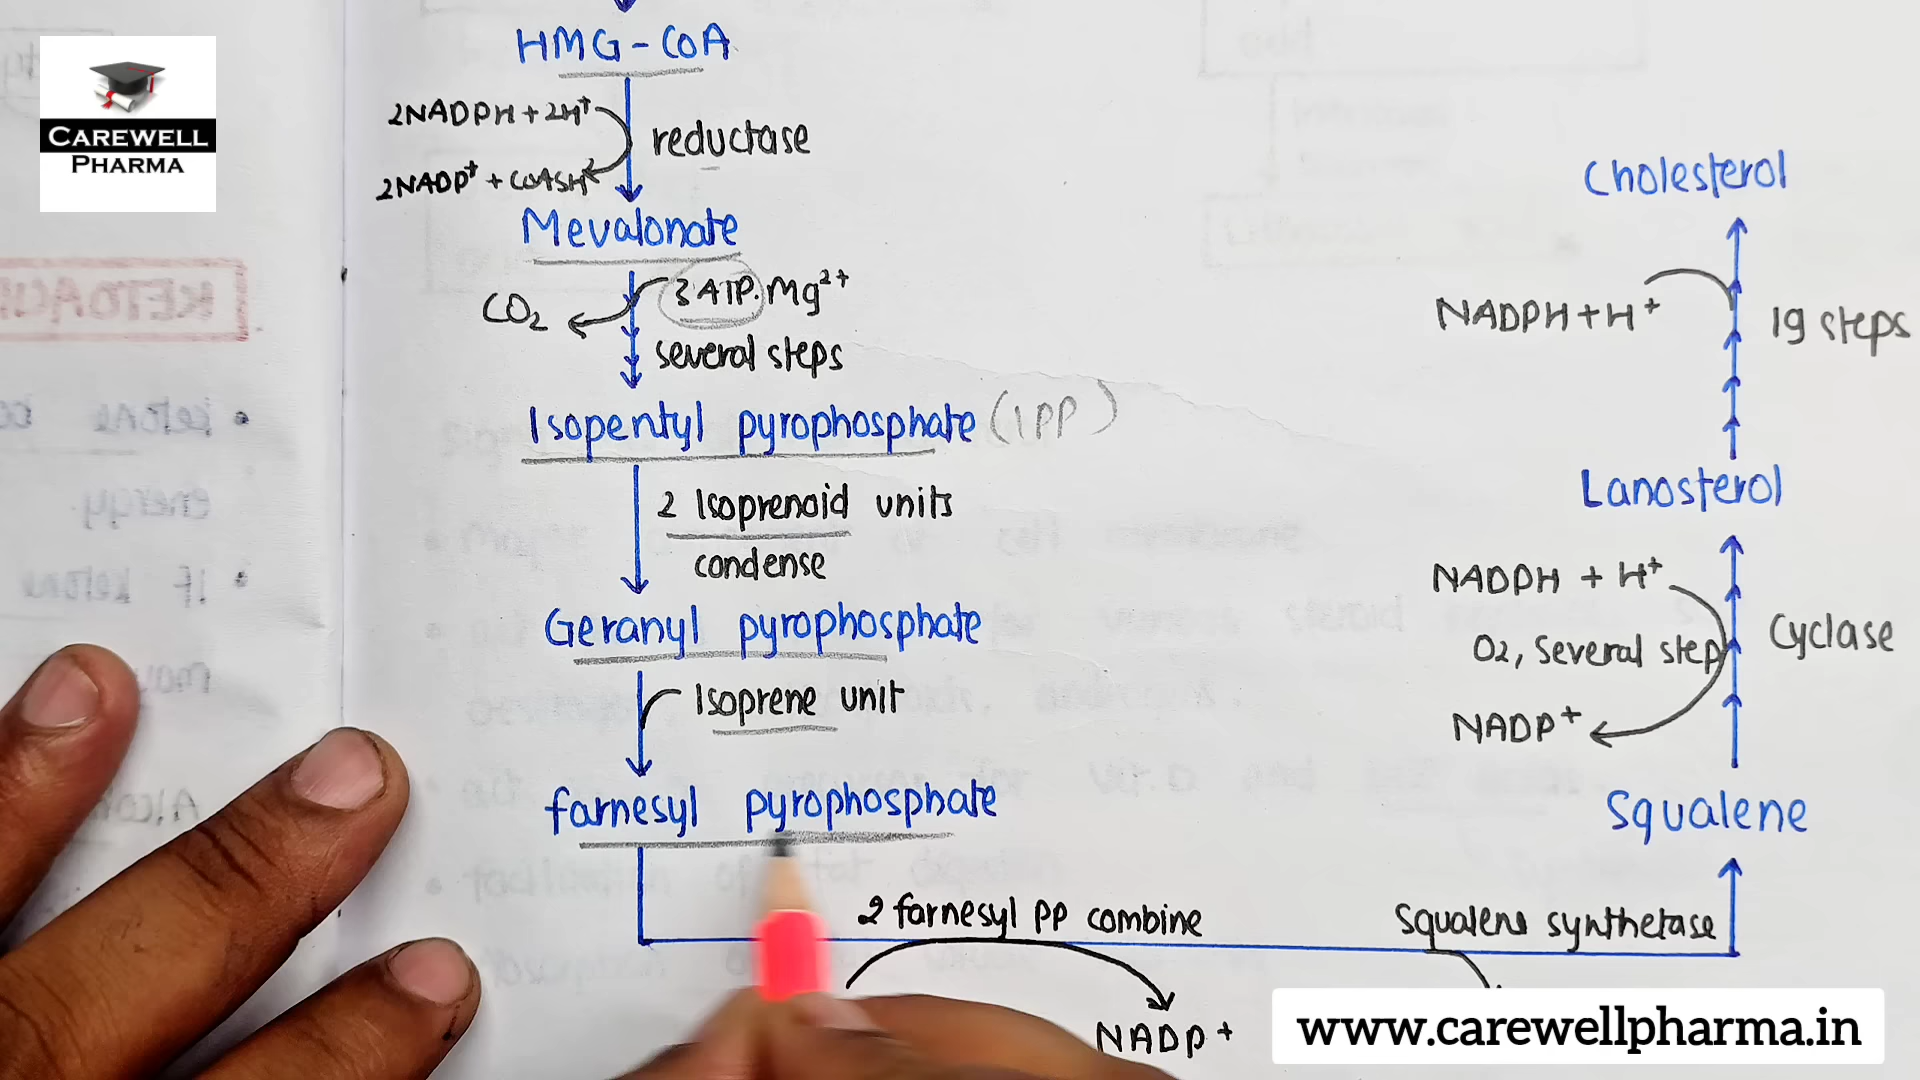 CAREWELL
PHARMA
HMG-CoA
2NADPH + 2H+
reductase
2NADP+ + CoASH
Mevalonate
CO2
3ATP. Mg2+
several steps
Isopentyl pyrophosphate (IPP)
2 Isoprenoid units
condense
Geranyl pyrophosphate
Isoprene unit
farnesyl pyrophosphate
2 farnesyl PP combine
NADP+
Squalens synthetase
Squalene
NADPH + H+
O2, Several step
Cyclase
NADP+
Lanosterol
NADPH + H+
19 steps
Cholesterol
www.carewellpharma.in